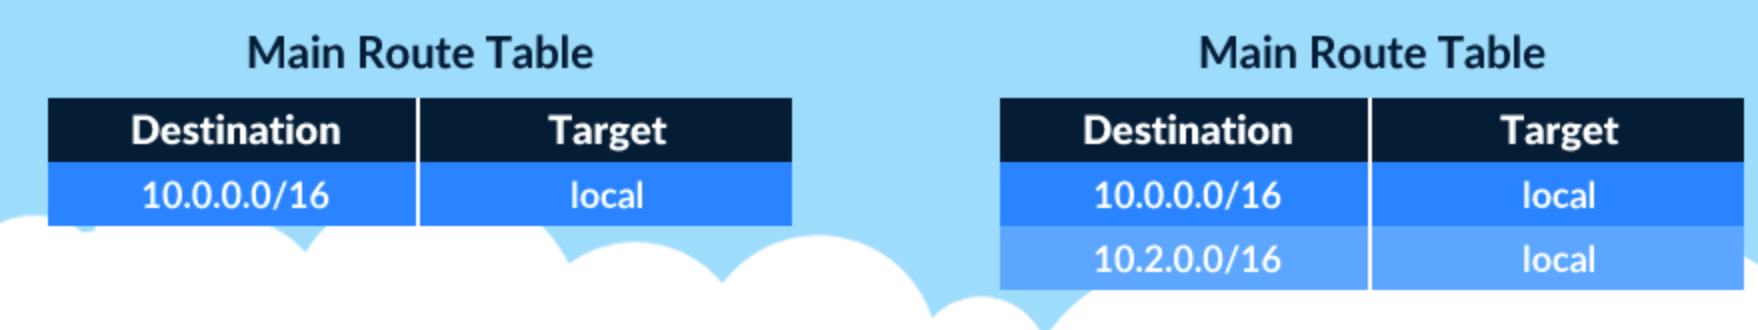 Main Route Table
Destination Target
10.0.0.0/16 local
Main Route Table
Destination Target
10.0.0.0/16 local
10.2.0.0/16 local